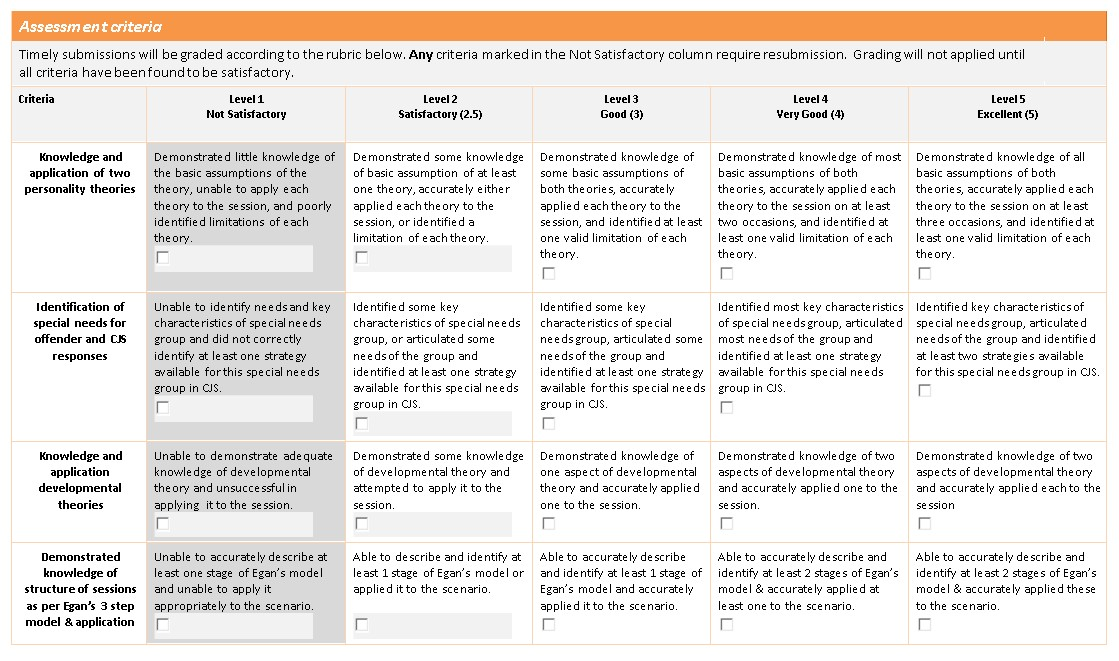 Assessment criteria
Timely submissions will be graded according to the rubric below. Any criteria marked in the Not Satisfactory column require resubmission. Grading will not applied until
all criteria have been found to be satisfactory.
Criteria
Level 1
Not Satisfactory
Level 2
Satisfactory (2.5)
Level 3
Good (3)
Level 4
Very Good (4)
Level 5
Excellent (5)
Knowledge and
application of two
personality theories
Demonstrated little knowledge of
the basic assumptions of the
theory, unable to apply each
theory to the session, and poorly
identified limitations of each
theory.
Demonstrated some knowledge
of basic assumption of at least
one theory, accurately either
applied each theory to the
session, or identified a
limitation of each theory.
Demonstrated knowledge of
some basic assumptions of
both theories, accurately
applied each theory to the
session, and identified at least
one valid limitation of each
theory.
Demonstrated knowledge of most
basic assumptions of both
theories, accurately applied each
theory to the session on at least
two occasions, and identified at
least one valid limitation of each
theory.
Demonstrated knowledge of all
basic assumptions of both
theories, accurately applied each
theory to the session on at least
three occasions, and identified at
least one valid limitation of each
theory.
Identification of
special needs for
offender and CJS
responses
Unable to identify needs and key
characteristics of special needs
group and did not correctly
identify at least one strategy
available for this special needs
group in CJS.
Identified some key
characteristics of special needs
group, or articulated some
needs of the group and
identified at least one strategy
available for this special needs
group in CJS.
Identified some key
characteristics of special
needs group, articulated some
needs of the group and
identified at least one strategy
available for this special needs
group in CJS.
Identified most key characteristics
of special needs group, articulated
most needs of the group and
identified at least one strategy
available for this special needs
group in CJS.
Identified key characteristics of
special needs group, articulated
needs of the group and identified
at least two strategies available
for this special needs group in CJS.
Knowledge and
application
developmental
theories
Unable to demonstrate adequate
knowledge of developmental
theory and unsuccessful in
applying it to the session.
Demonstrated some knowledge
of developmental theory and
attempted to apply it to the
session.
Demonstrated knowledge of
one aspect of developmental
theory and accurately applied
one to the session.
Demonstrated knowledge of two
aspects of developmental theory
and accurately applied one to the
session.
Demonstrated knowledge of two
aspects of developmental theory
and accurately applied each to the
session
Demonstrated
knowledge of
structure of sessions
as per Egan's 3 step
model & application
Unable to accurately describe at
least one stage of Egan's model
and unable to apply it
appropriately to the scenario.
Able to describe and identify at
least 1 stage of Egan's model or
applied it to the scenario.
Able to accurately describe
and identify at least 1 stage of
Egan's model and accurately
applied it to the scenario.
Able to accurately describe and
identify at least 2 stages of Egan's
model & accurately applied at
least one to the scenario.
Able to accurately describe and
identify at least 2 stages of Egan's
model & accurately applied these
to the scenario.